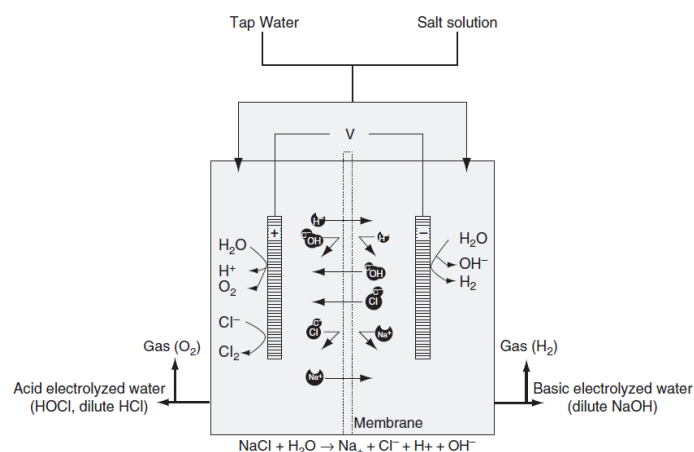 Tap Water
Salt solution
V
+
−
H+
C−
OH
H+
C−
OH
C−
Cl
C−
Cl
Na+
Na+
H₂O
H⁺
O₂
Cl⁻
Cl₂
H₂O
OH⁻
H₂
Gas (O₂)
Gas (H₂)
Acid electrolyzed water
(HOCl, dilute HCl)
Basic electrolyzed water
(dilute NaOH)
Membrane
NaCl + H₂O → Na₊ + Cl⁻ + H+ + OH⁻